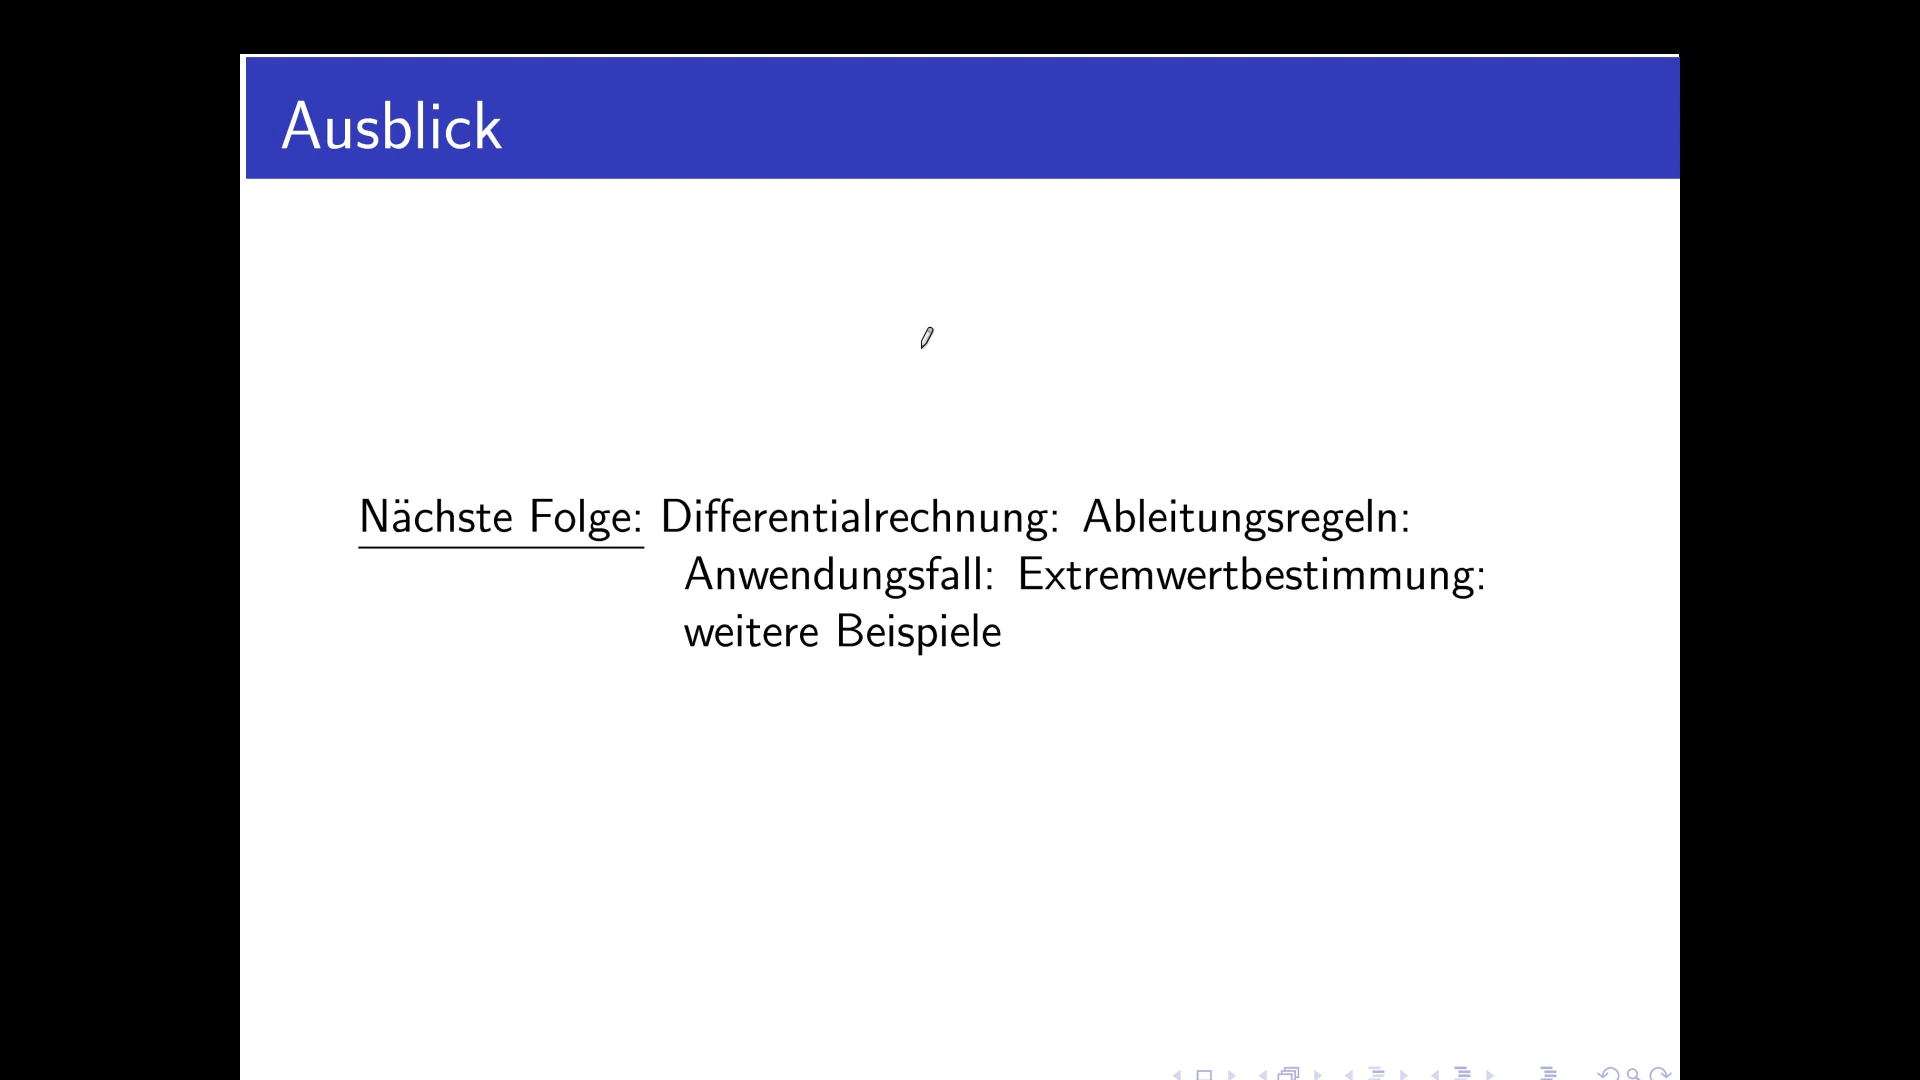 Ausblick
Nächste Folge: Differentialrechnung: Ableitungsregeln:
Anwendungsfall: Extremwertbestimmung:
weitere Beispiele